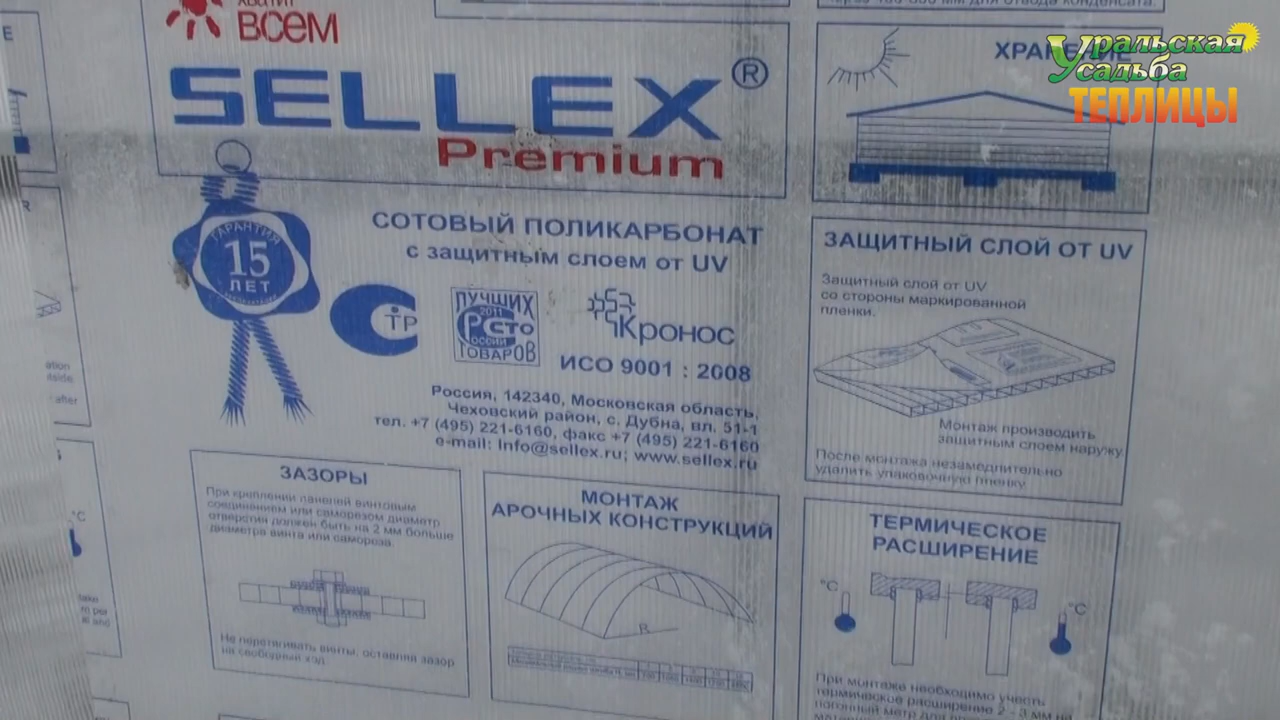 ХВАТИТ
ВСЕМ
SELLEX®
Premium
ХРАНЕНИЕ
Уральская
Усадьба
ТЕПЛИЦЫ
ГАРАНТИЯ
15
ЛЕТ
СОТОВЫЙ ПОЛИКАРБОНАТ
с защитным слоем от UV
ТР
ЛУЧШИХ
2011
СТО
РОССИИ
ТОВАРОВ
Кронос
ИСО 9001 : 2008
Россия, 142340, Московская область,
Чеховский район, с. Дубна, вл. 51-1
тел. +7 (495) 221-6160, факс +7 (495) 221-6160
e-mail: Info@sellex.ru; www.sellex.ru
ЗАЩИТНЫЙ СЛОЙ ОТ UV
Защитный слой от UV
со стороны маркированной
пленки.
Монтаж производить
защитным слоем наружу.
После монтажа незамедлительно
удалить упаковочную пленку.
ЗАЗОРЫ
При креплении панелей винтовым
соединением или саморезом диаметр
отверстия должен быть на 2 мм больше
диаметра винта или самореза.
Не перетягивать винты, оставляя зазор
на свободный ход.
МОНТАЖ
АРОЧНЫХ КОНСТРУКЦИЙ
R
ТЕРМИЧЕСКОЕ
РАСШИРЕНИЕ
°C
°C
При монтаже необходимо учесть
термическое расширение 2 - 3 мм на
погонный метр для